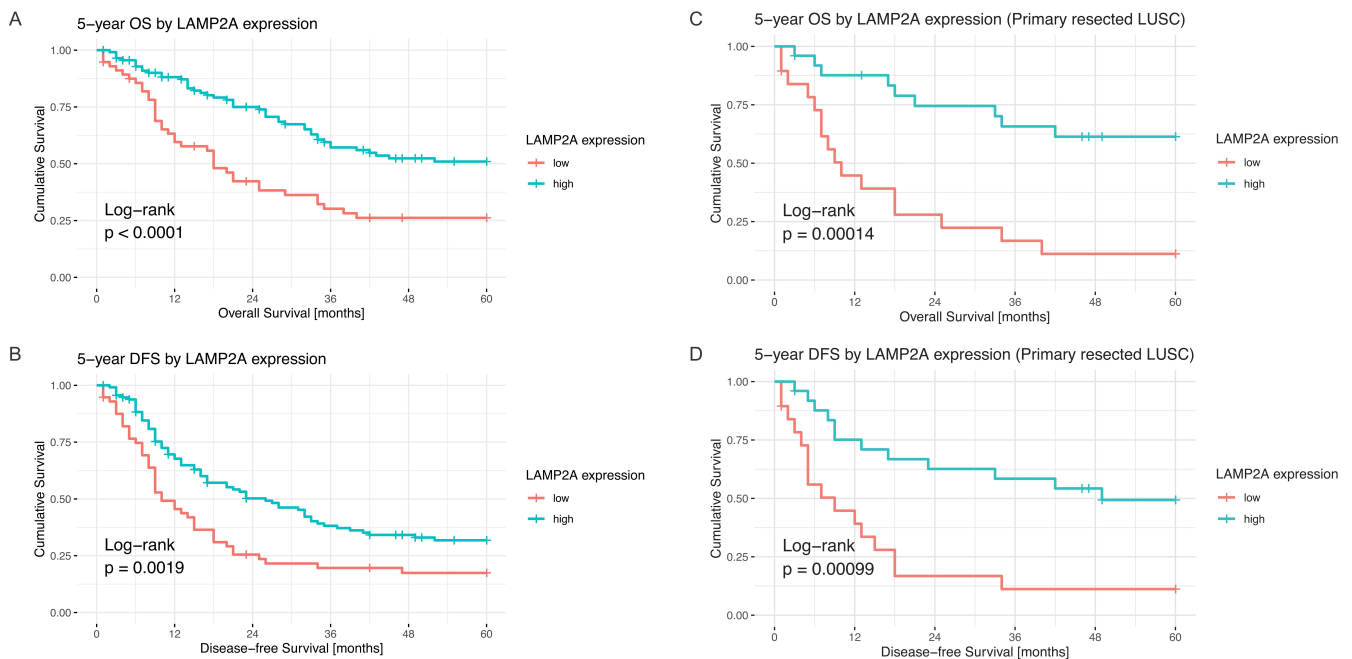 A
5-year OS by LAMP2A expression
1.00
0.75
0.50
0.25
0.00
Cumulative Survival
Log-rank
p < 0.0001
0 12 24 36 48 60
Overall Survival [months]
LAMP2A expression
low
high
B
5-year DFS by LAMP2A expression
1.00
0.75
0.50
0.25
0.00
Cumulative Survival
Log-rank
p = 0.0019
0 12 24 36 48 60
Disease-free Survival [months]
LAMP2A expression
low
high
C
5-year OS by LAMP2A expression (Primary resected LUSC)
1.00
0.75
0.50
0.25
0.00
Cumulative Survival
Log-rank
p = 0.00014
0 12 24 36 48 60
Overall Survival [months]
LAMP2A expression
low
high
D
5-year DFS by LAMP2A expression (Primary resected LUSC)
1.00
0.75
0.50
0.25
0.00
Cumulative Survival
Log-rank
p = 0.00099
0 12 24 36 48 60
Disease-free Survival [months]
LAMP2A expression
low
high